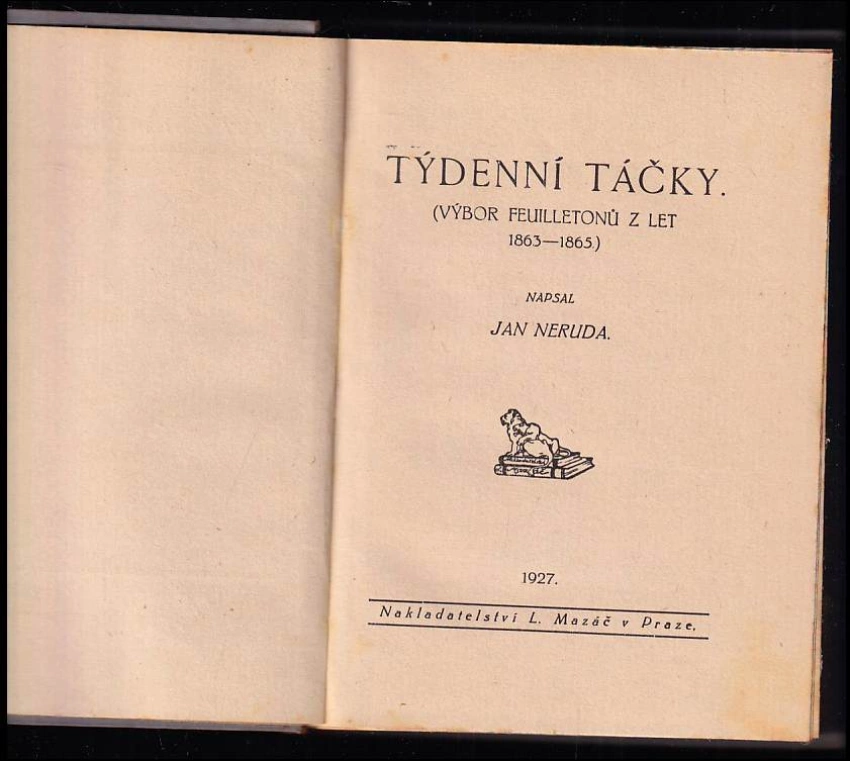 TÝDENNÍ TÁČKY.
(VÝBOR FEUILLETONŮ Z LET
1863—1865.)
NAPSAL
JAN NERUDA.
1927.
Nakladatelství L. Mazáč v Praze.